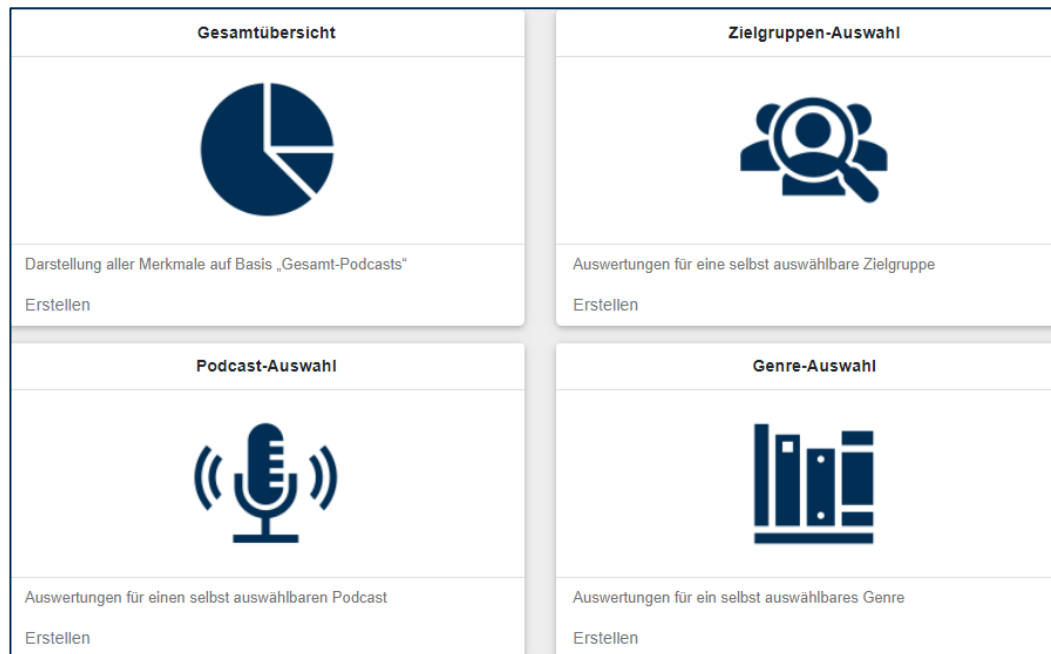 Gesamtübersicht
Zielgruppen-Auswahl
Darstellung aller Merkmale auf Basis „Gesamt-Podcasts“
Erstellen
Auswertungen für eine selbst auswählbare Zielgruppe
Erstellen
Podcast-Auswahl
Genre-Auswahl
Auswertungen für einen selbst auswählbaren Podcast
Erstellen
Auswertungen für ein selbst auswählbares Genre
Erstellen